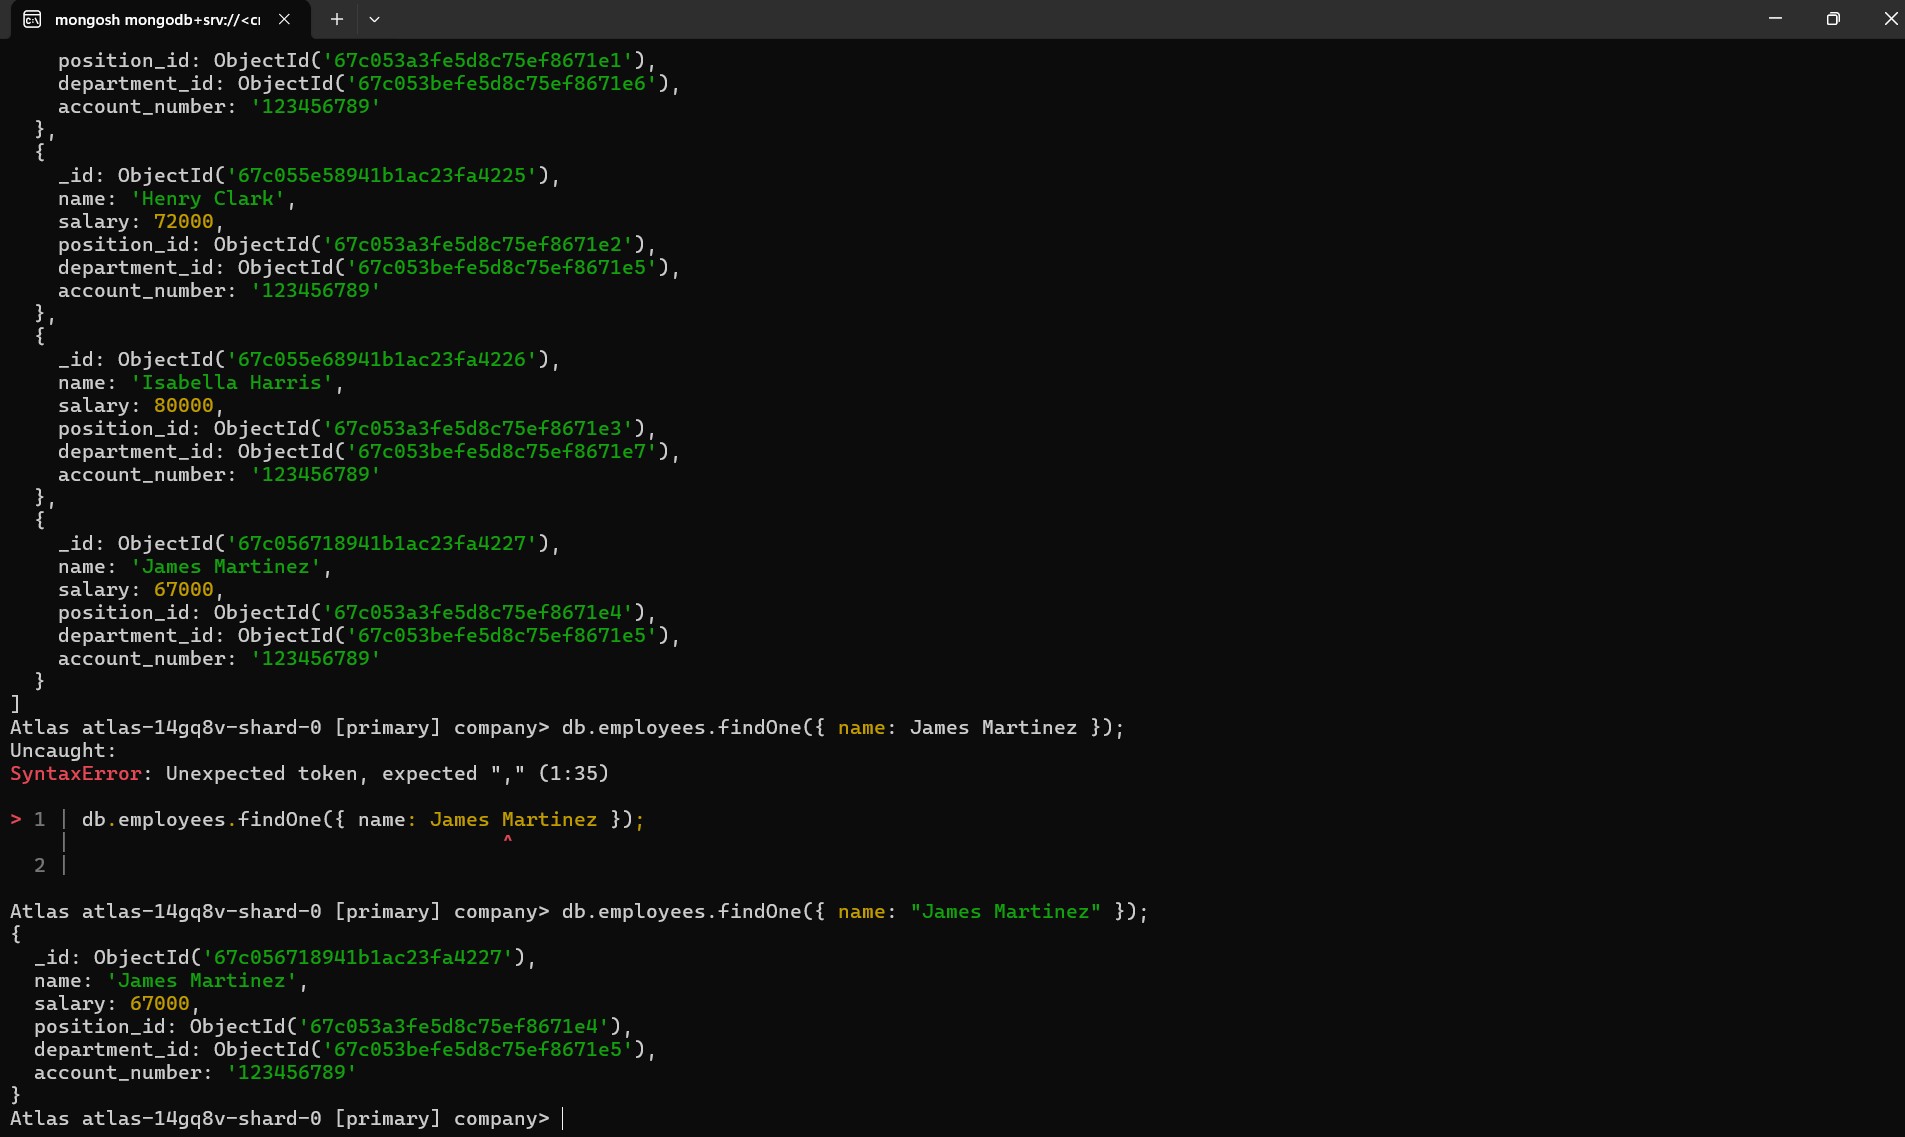 mongosh mongodb+srv://<cr
position_id: ObjectId('67c053a3fe5d8c75ef8671e1'),
department_id: ObjectId('67c053befe5d8c75ef8671e6'),
account_number: '123456789'
},
{
_id: ObjectId('67c055e58941b1ac23fa4225'),
name: 'Henry Clark',
salary: 72000,
position_id: ObjectId('67c053a3fe5d8c75ef8671e2'),
department_id: ObjectId('67c053befe5d8c75ef8671e5'),
account_number: '123456789'
},
{
_id: ObjectId('67c055e68941b1ac23fa4226'),
name: 'Isabella Harris',
salary: 80000,
position_id: ObjectId('67c053a3fe5d8c75ef8671e3'),
department_id: ObjectId('67c053befe5d8c75ef8671e7'),
account_number: '123456789'
},
{
_id: ObjectId('67c056718941b1ac23fa4227'),
name: 'James Martinez',
salary: 67000,
position_id: ObjectId('67c053a3fe5d8c75ef8671e4'),
department_id: ObjectId('67c053befe5d8c75ef8671e5'),
account_number: '123456789'
}
]
Atlas atlas-14gq8v-shard-0 [primary] company> db.employees.findOne({ name: James Martinez });
Uncaught:
SyntaxError: Unexpected token, expected "," (1:35)
> 1 | db.employees.findOne({ name: James Martinez });
| ^
2 |
Atlas atlas-14gq8v-shard-0 [primary] company> db.employees.findOne({ name: "James Martinez" });
{
_id: ObjectId('67c056718941b1ac23fa4227'),
name: 'James Martinez',
salary: 67000,
position_id: ObjectId('67c053a3fe5d8c75ef8671e4'),
department_id: ObjectId('67c053befe5d8c75ef8671e5'),
account_number: '123456789'
}
Atlas atlas-14gq8v-shard-0 [primary] company>